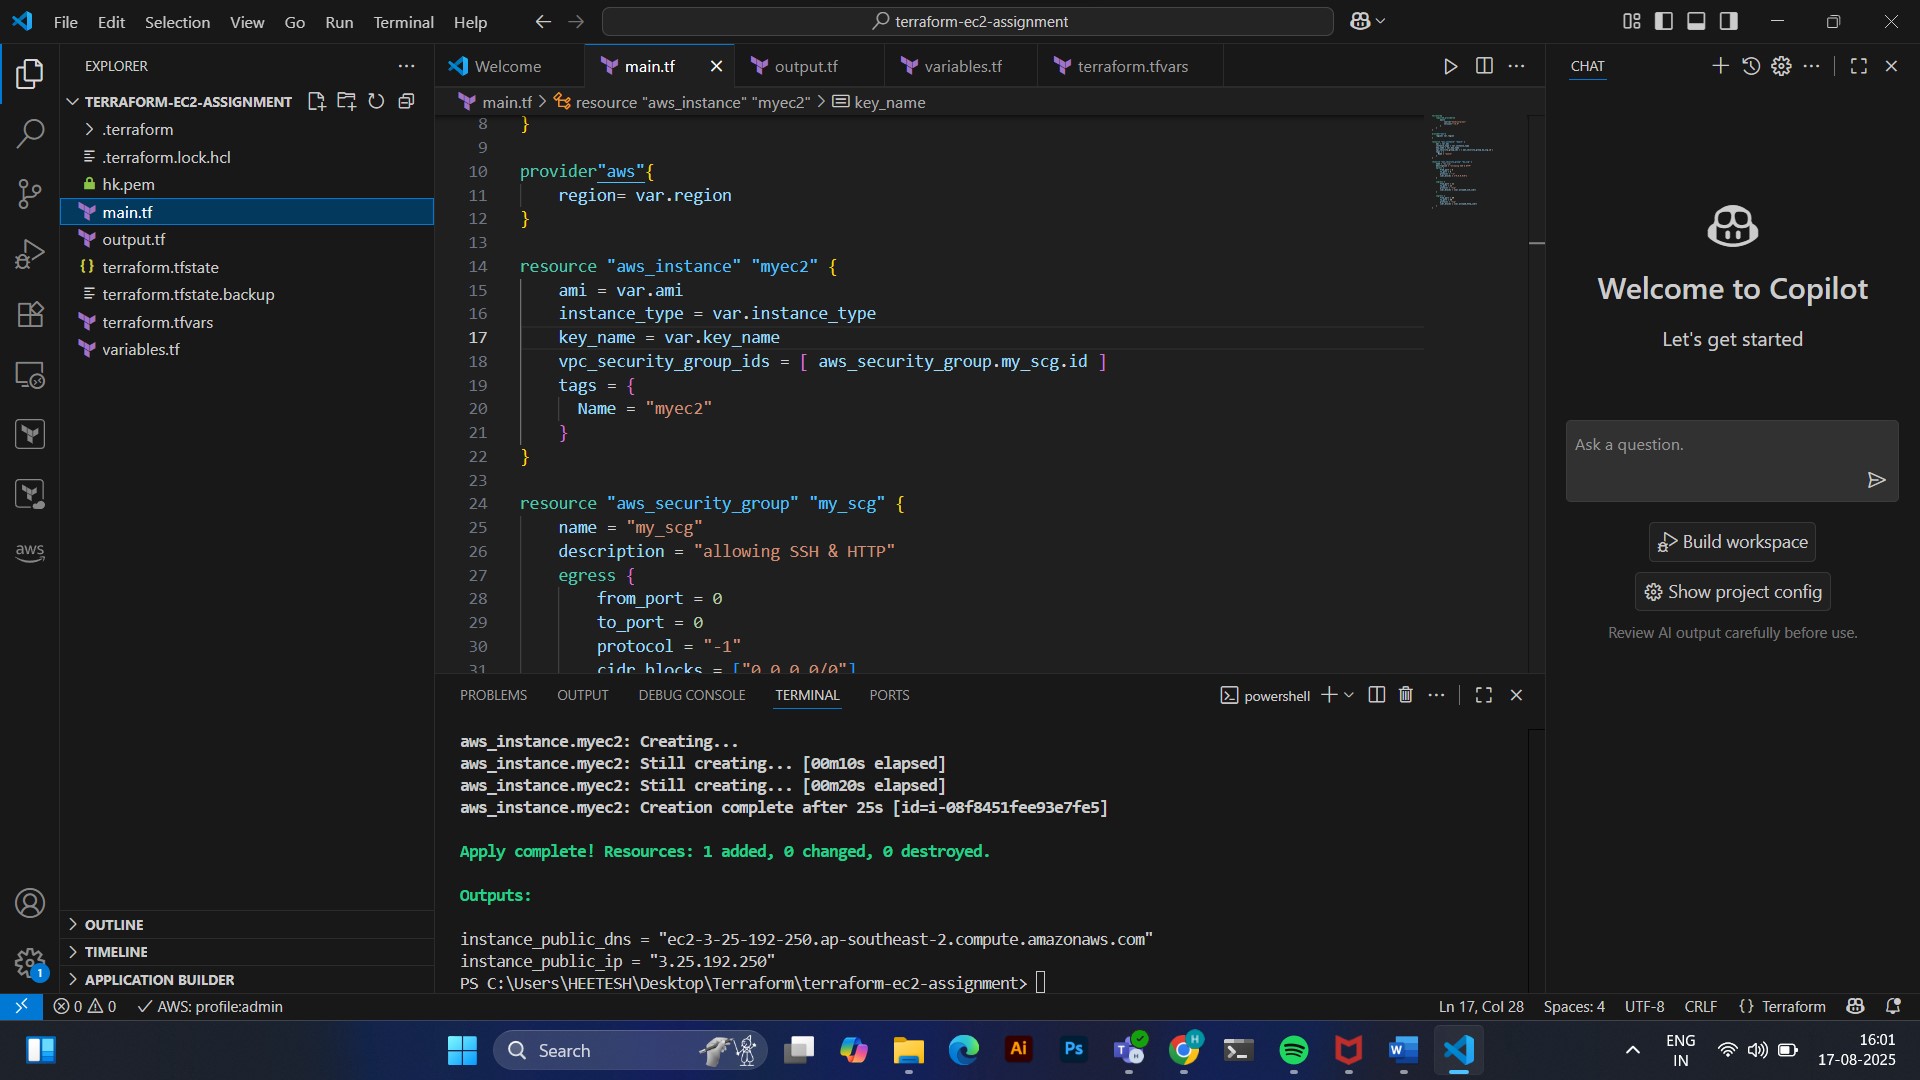 File Edit Selection View Go Run Terminal Help
terraform-ec2-assignment
EXPLORER
TERRAFORM-EC2-ASSIGNMENT
.terraform
.terraform.lock.hcl
hk.pem
main.tf
output.tf
terraform.tfstate
terraform.tfstate.backup
terraform.tfvars
variables.tf
aws
OUTLINE
TIMELINE
APPLICATION BUILDER
Welcome main.tf output.tf variables.tf terraform.tfvars
main.tf > resource "aws_instance" "myec2" > key_name
8 }
9
10 provider"aws"{
11 region= var.region
12 }
13
14 resource "aws_instance" "myec2" {
15 ami = var.ami
16 instance_type = var.instance_type
17 key_name = var.key_name
18 vpc_security_group_ids = [ aws_security_group.my_scg.id ]
19 tags = {
20 Name = "myec2"
21 }
22 }
23
24 resource "aws_security_group" "my_scg" {
25 name = "my_scg"
26 description = "allowing SSH & HTTP"
27 egress {
28 from_port = 0
29 to_port = 0
30 protocol = "-1"
31 cidr_blocks = ["0.0.0.0/0"]
PROBLEMS OUTPUT DEBUG CONSOLE TERMINAL PORTS
powershell
aws_instance.myec2: Creating...
aws_instance.myec2: Still creating... [00m10s elapsed]
aws_instance.myec2: Still creating... [00m20s elapsed]
aws_instance.myec2: Creation complete after 25s [id=i-08f8451fee93e7fe5]
Apply complete! Resources: 1 added, 0 changed, 0 destroyed.
Outputs:
instance_public_dns = "ec2-3-25-192-250.ap-southeast-2.compute.amazonaws.com"
instance_public_ip = "3.25.192.250"
PS C:\Users\HEETESH\Desktop\Terraform\terraform-ec2-assignment>
CHAT
Welcome to Copilot
Let's get started
Ask a question.
Build workspace
Show project config
Review AI output carefully before use.
1
0 0 AWS: profile:admin
Ln 17, Col 28 Spaces: 4 UTF-8 CRLF {} Terraform
Search
Ai
Ps
T
H
W
ENG
IN
16:01
17-08-2025